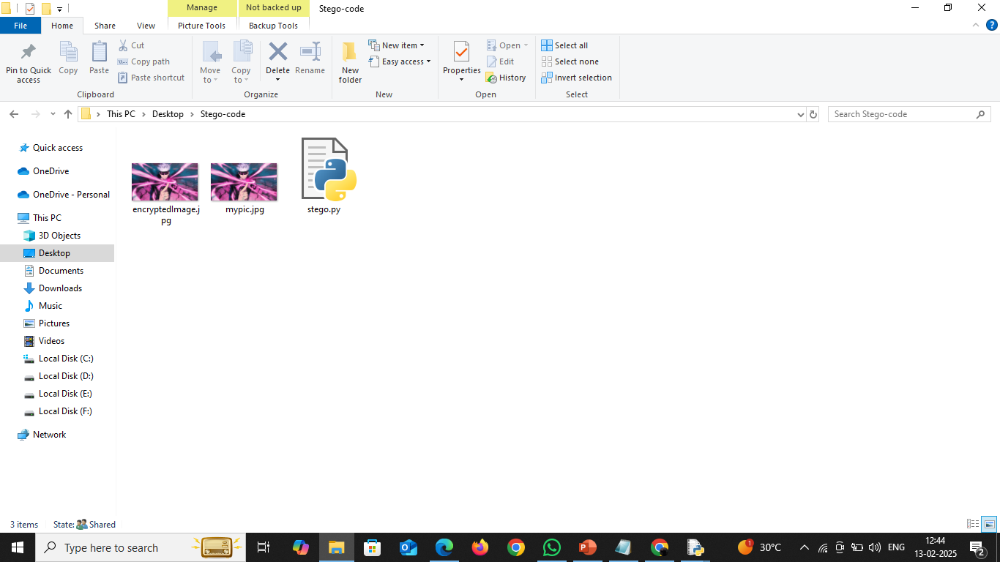 Manage
Not backed up
Stego-code
File
Home
Share
View
Picture Tools
Backup Tools
Pin to Quick
access
Copy
Paste
Cut
Copy path
Paste shortcut
Clipboard
Move
to
Copy
to
Delete
Rename
Organize
New
folder
New item
Easy access
New
Properties
Open
Edit
History
Open
Select all
Select none
Invert selection
Select
This PC
Desktop
Stego-code
Search Stego-code
Quick access
OneDrive
OneDrive - Personal
This PC
3D Objects
Desktop
Documents
Downloads
Music
Pictures
Videos
Local Disk (C:)
Local Disk (D:)
Local Disk (E:)
Local Disk (F:)
Network
encryptedImage.j
pg
mypic.jpg
stego.py
3 items
State:
Shared
Type here to search
1
30°C
ENG
12:44
13-02-2025
2